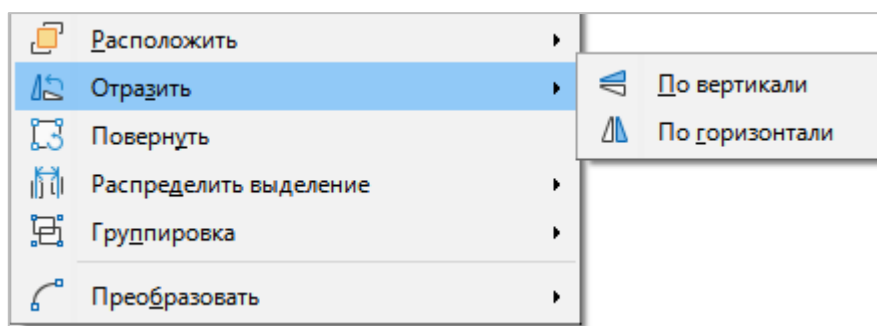 Расположить
Отразить
По вертикали
По горизонтали
Повернуть
Распределить выделение
Группировка
Преобразовать